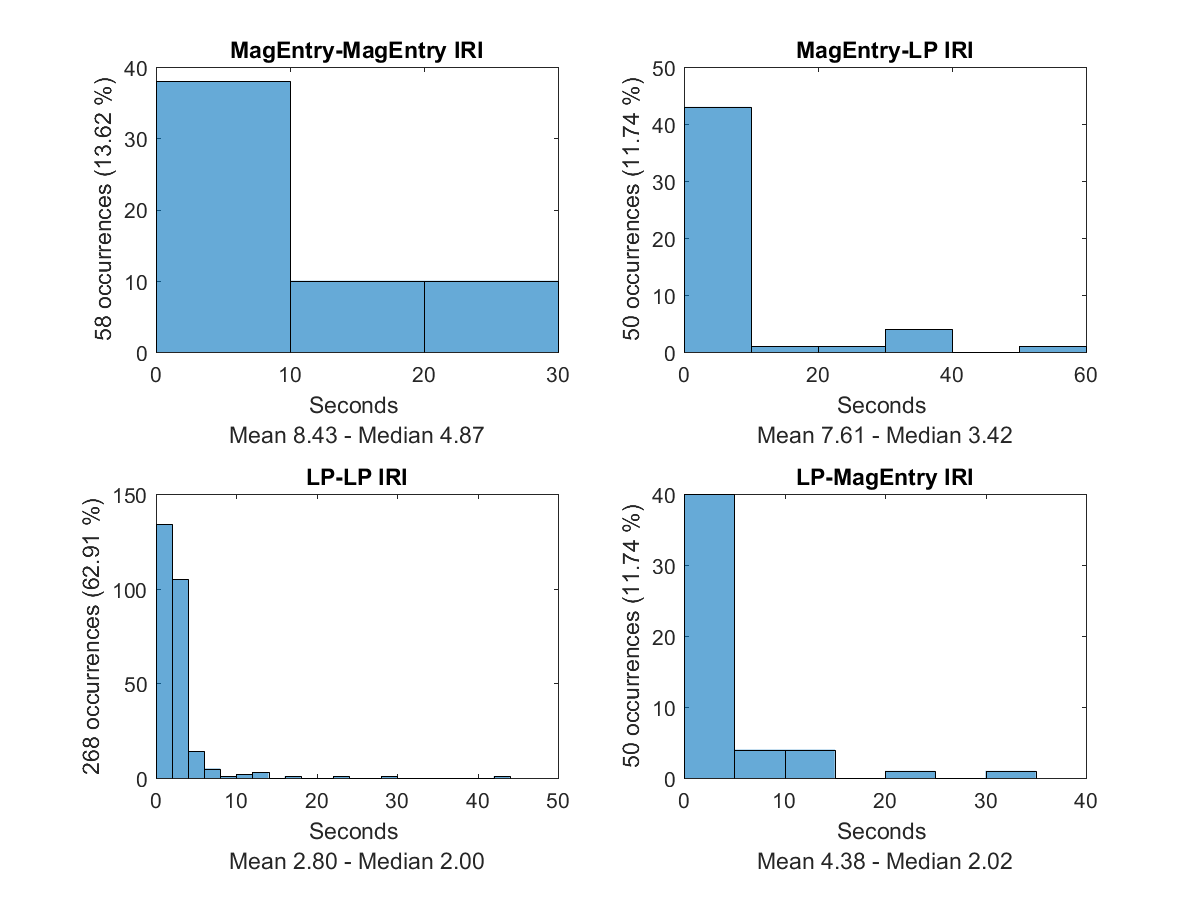 MagEntry-MagEntry IRI
58 occurrences (13.62 %)
40
30
20
10
0
0 10 20 30
Seconds
Mean 8.43 - Median 4.87
MagEntry-LP IRI
50 occurrences (11.74 %)
50
40
30
20
10
0
0 20 40 60
Seconds
Mean 7.61 - Median 3.42
LP-LP IRI
268 occurrences (62.91 %)
150
100
50
0
0 10 20 30 40 50
Seconds
Mean 2.80 - Median 2.00
LP-MagEntry IRI
50 occurrences (11.74 %)
40
30
20
10
0
0 10 20 30 40
Seconds
Mean 4.38 - Median 2.02